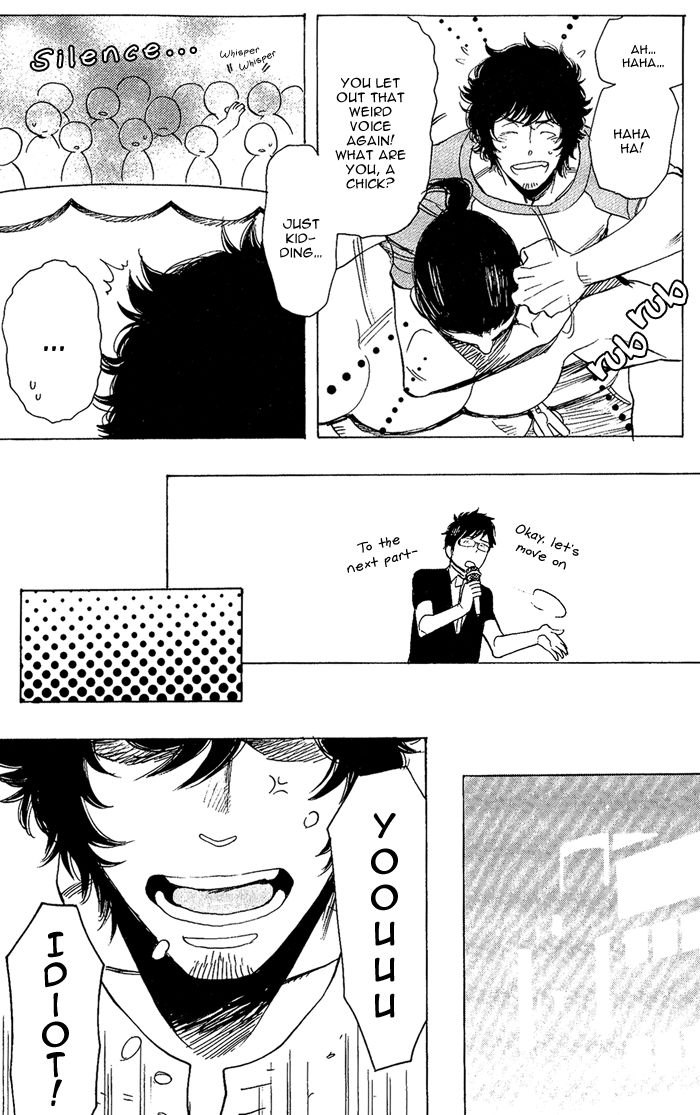 AH...
HAHA...
HAHA
HA!
YOU LET
OUT THAT
WEIRD
VOICE
AGAIN!
WHAT ARE
YOU, A
CHICK?
JUST
KID-
DING...
rub rub
Silence...
Whisper
Whisper
...
Okay, let's
move on
To the
next part-
YOOUUU
IDIOT!